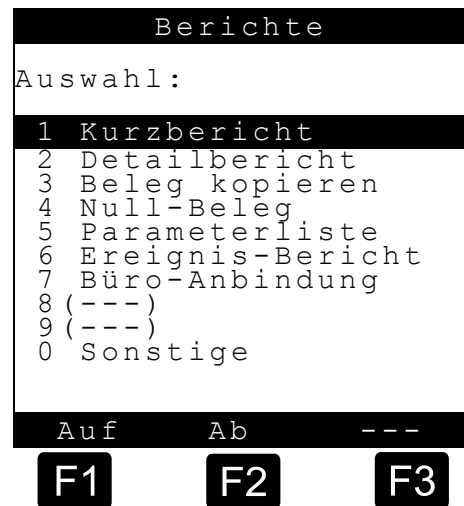 Berichte
Auswahl:
1 Kurzbericht
2 Detailbericht
3 Beleg kopieren
4 Null-Beleg
5 Parameterliste
6 Ereignis-Bericht
7 Büro-Anbindung
8(---)
9(---)
0 Sonstige
Auf Ab ---
F1 F2 F3